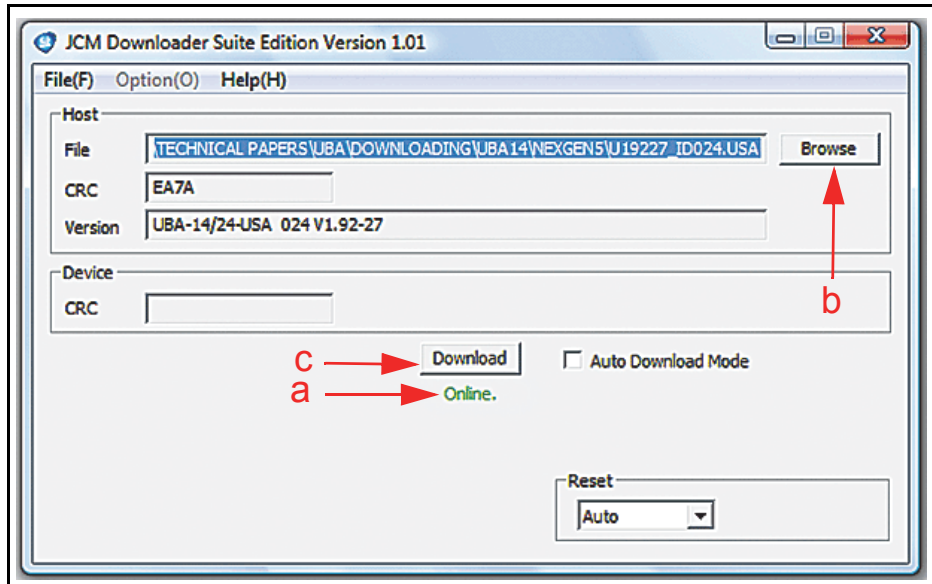 JCM Downloader Suite Edition Version 1.01
File(F) Option(O) Help(H)
Host
File \TECHNICAL PAPERS\UBA\DOWNLOADING\UBA14\NEXGEN5\U19227_ID024.USA Browse
CRC EA7A
Version UBA-14/24-USA 024 V1.92-27
b
Device
CRC
c Download Auto Download Mode
a Online.
Reset
Auto